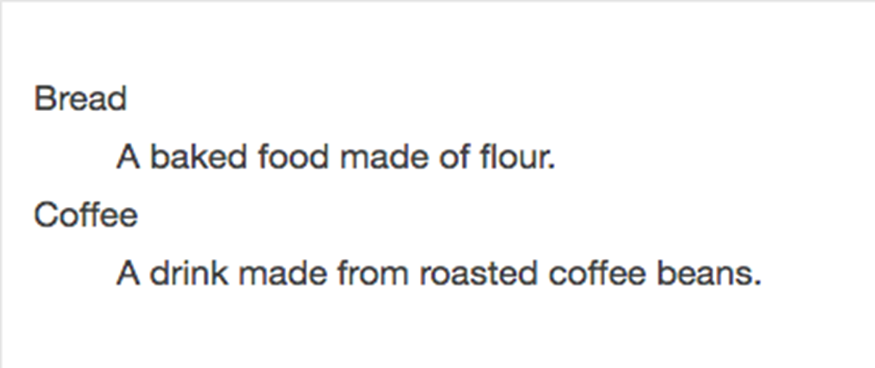 Bread
A baked food made of flour.
Coffee
A drink made from roasted coffee beans.